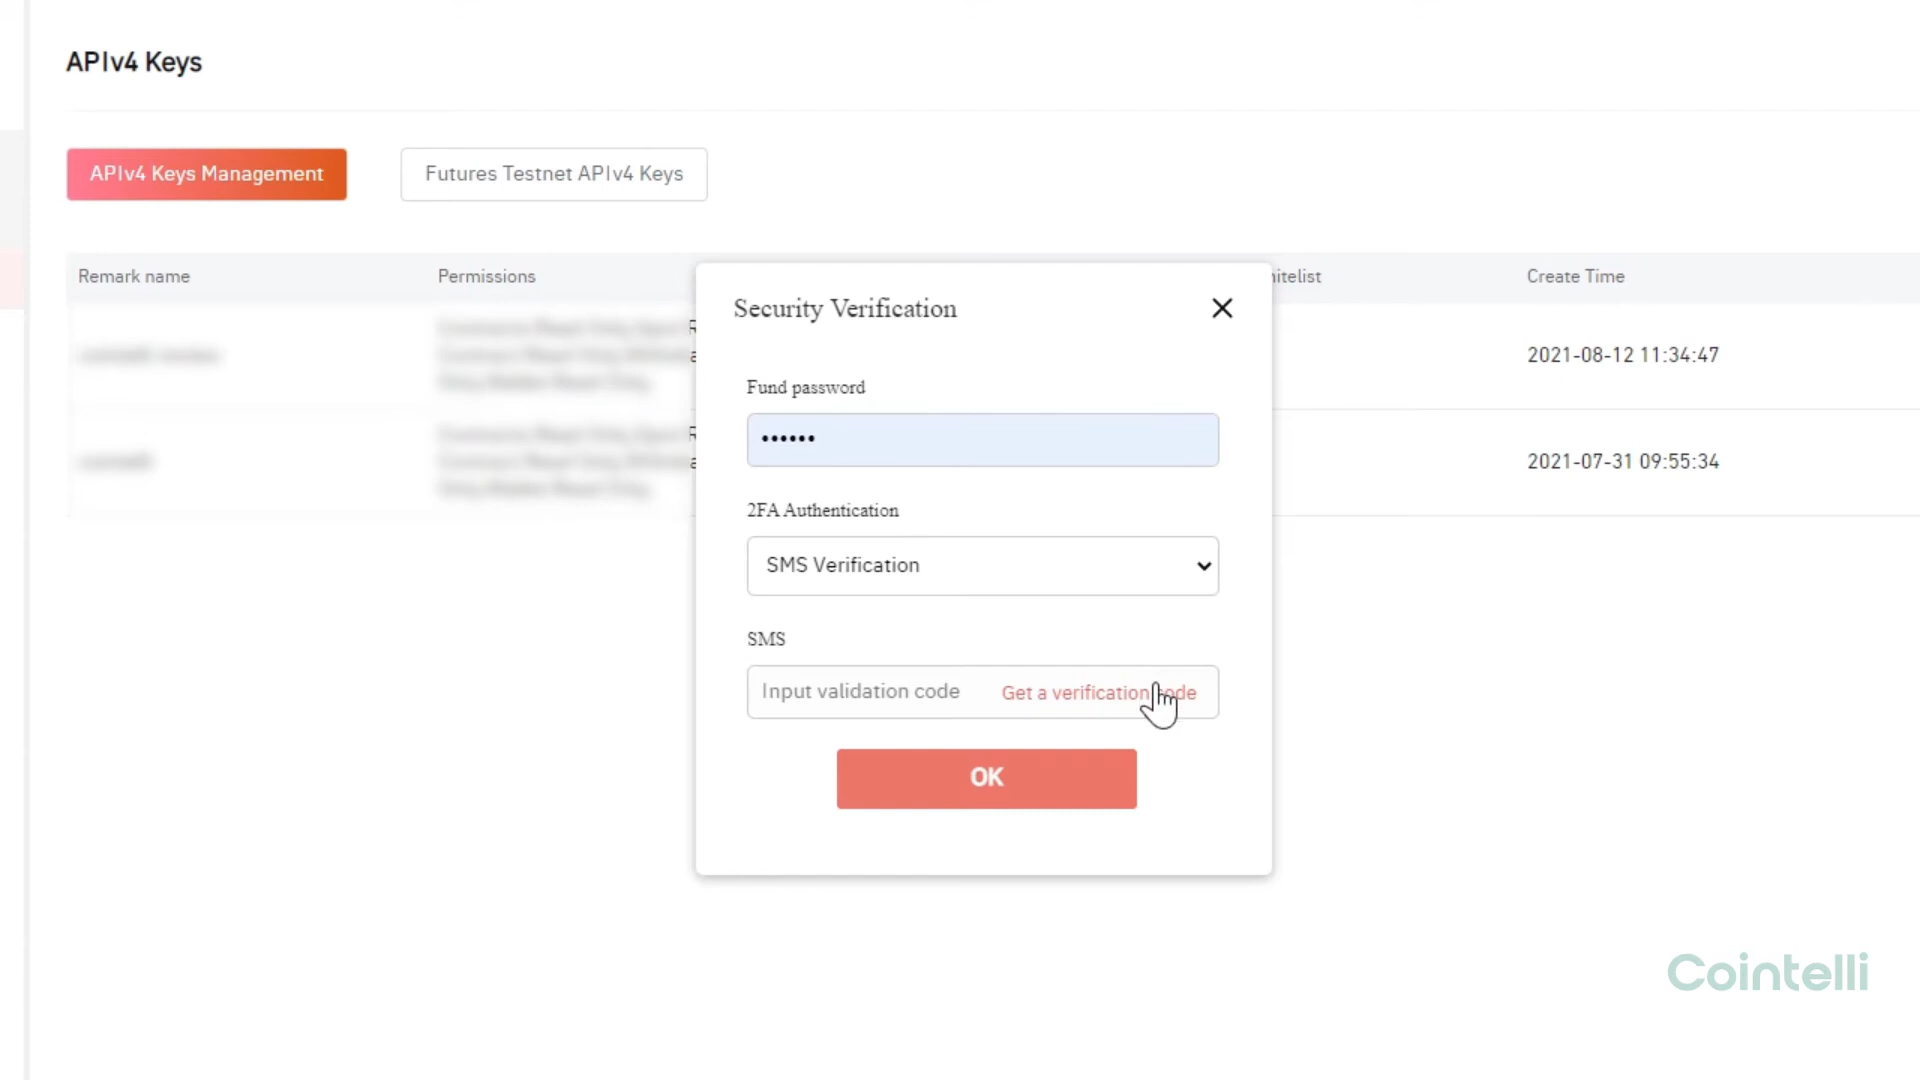 APIv4 Keys
APIv4 Keys Management
Futures Testnet APIv4 Keys
Remark name
Permissions
Create Time
Security Verification
Fund password
••••••
2FA Authentication
SMS Verification
SMS
Input validation code
Get a verification
OK
2021-08-12 11:34:47
2021-07-31 09:55:34
Cointelli